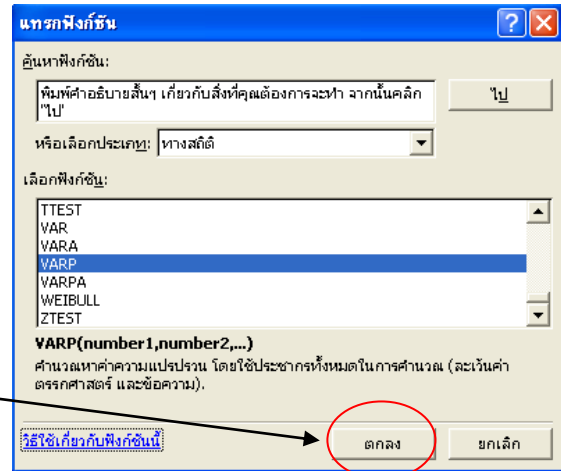 แทรกฟังก์ชัน
ค้นหาฟังก์ชัน:
พิมพ์คำอธิบายสั้นๆ เกี่ยวกับสิ่งที่คุณต้องการจะทำ จากนั้นคลิก
'ไป'
ไป
หรือเลือกประเภท: ทางสถิติ
เลือกฟังก์ชัน:
TTEST
VAR
VARA
VARP
VARPA
WEIBULL
ZTEST
VARP(number1,number2,...)
คำนวณหาค่าความแปรปรวน โดยใช้ประชากรทั้งหมดในการคำนวณ (ละเว้นค่า
ตรรกศาสตร์ และข้อความ).
วิธีใช้เกี่ยวกับฟังก์ชันนี้
ตกลง
ยกเลิก